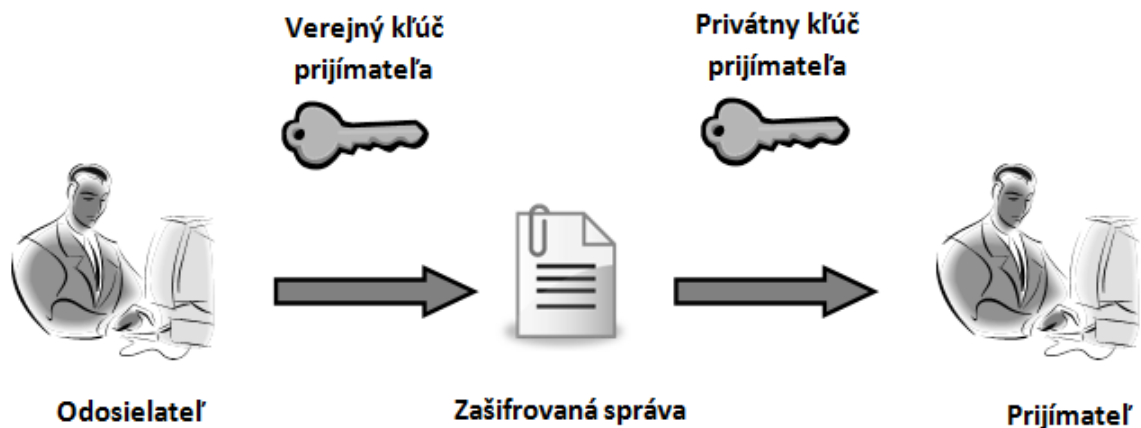 Verejný kľúč
prijímateľa
Privátny kľúč
prijímateľa
Odosielateľ
Zašifrovaná správa
Prijímateľ